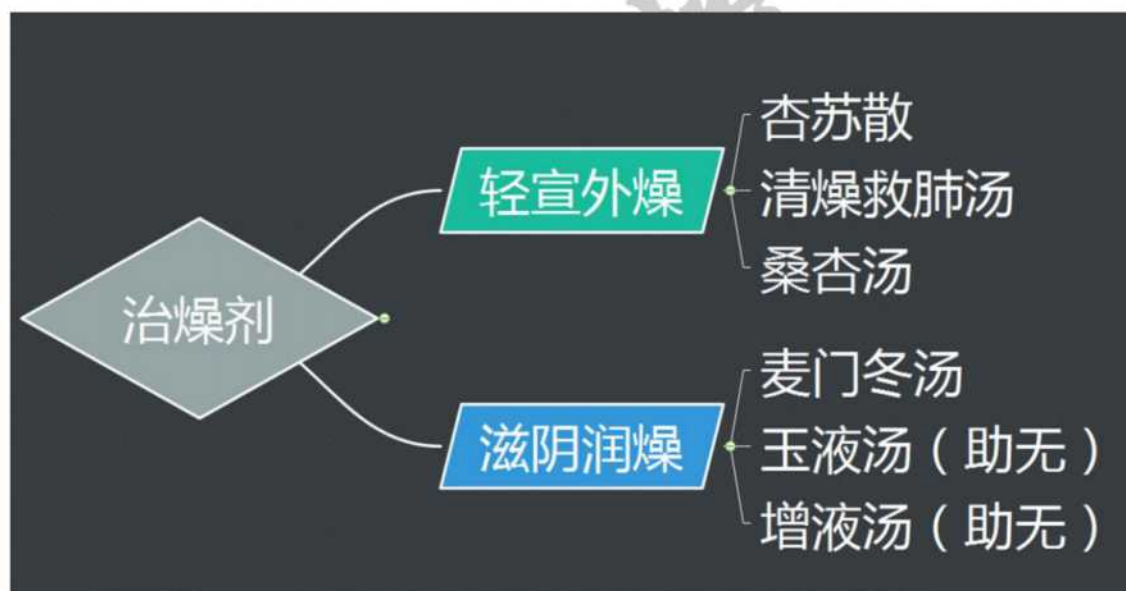 治燥剂
轻宣外燥
杏苏散
清燥救肺汤
桑杏汤
滋阴润燥
麦门冬汤
玉液汤（助无）
增液汤（助无）